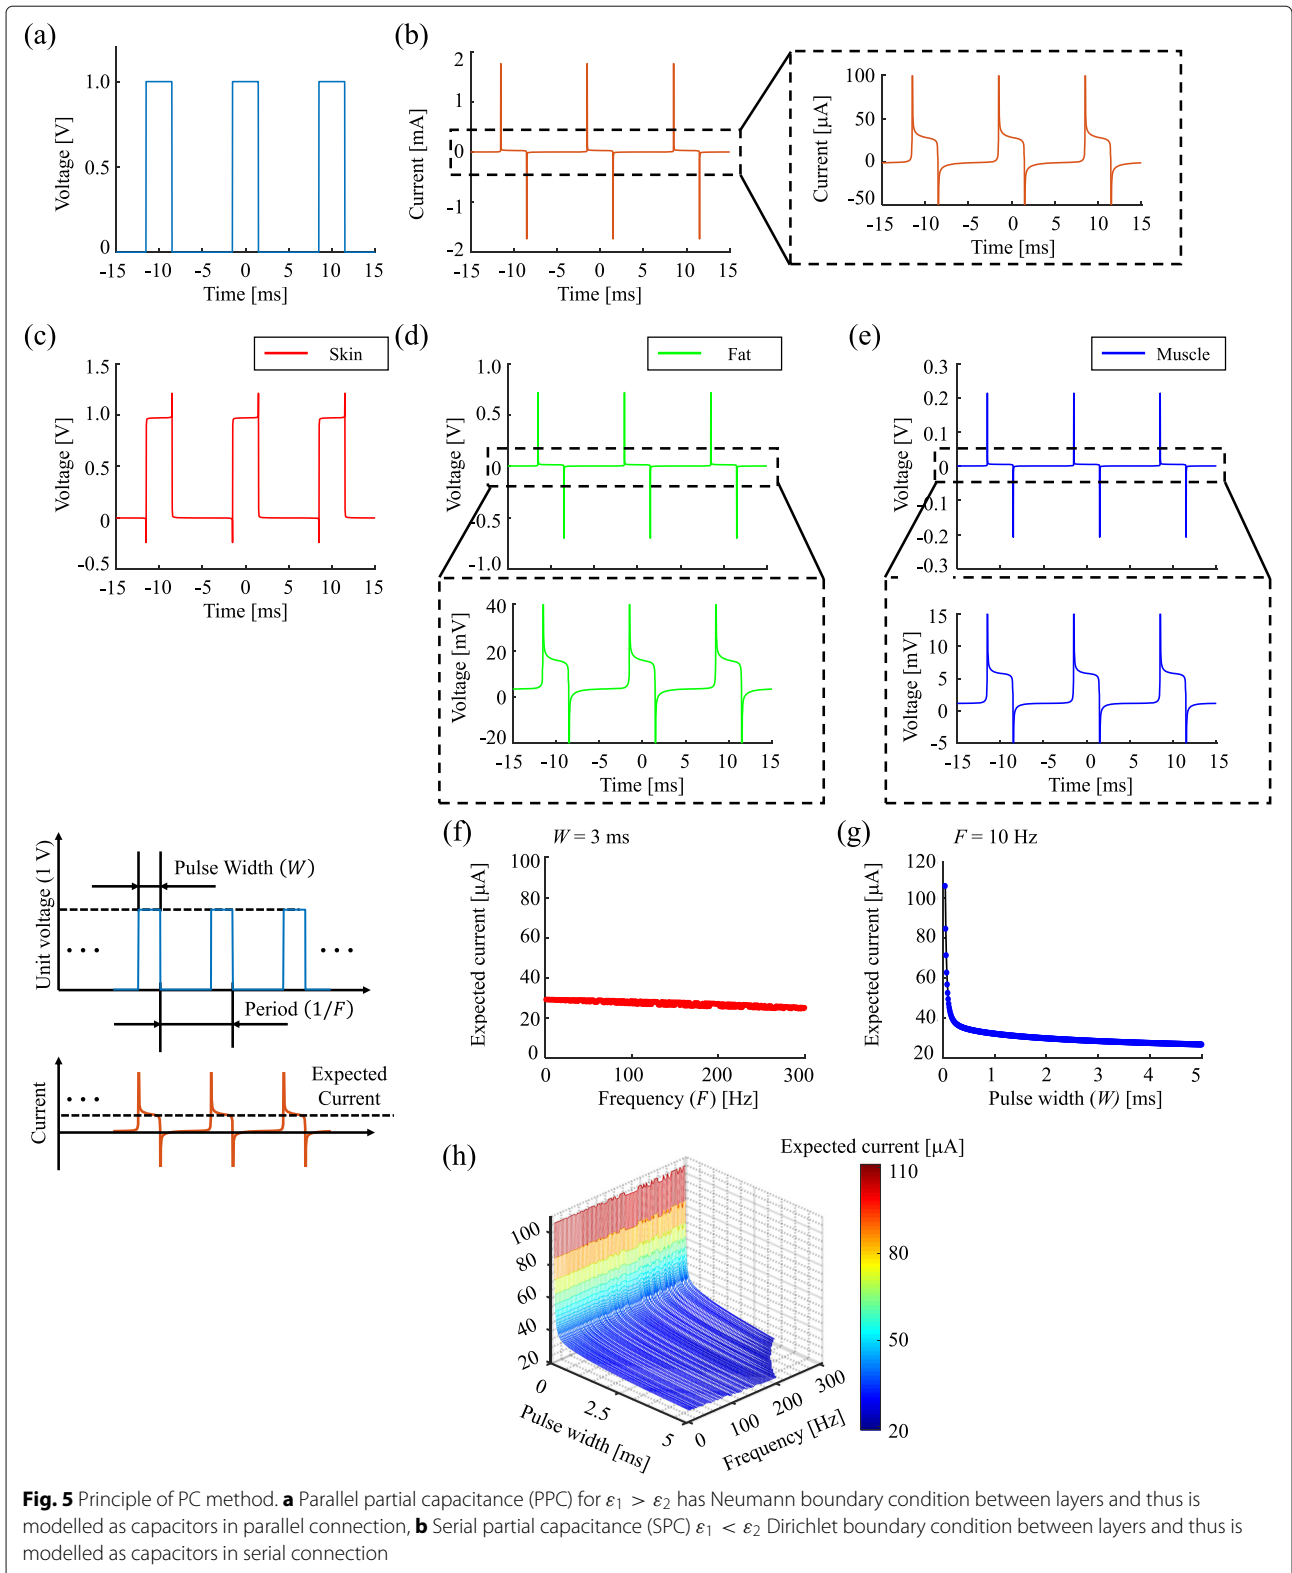 (a)
Voltage [V]
1.0
0.5
0
-15 -10 -5 0 5 10 15
Time [ms]
(b)
Current [mA]
2
1
0
-1
-2
-15 -10 -5 0 5 10 15
Time [ms]
Current [µA]
100
50
0
-50
-15 -10 -5 0 5 10 15
Time [ms]
(c)
Skin
Voltage [V]
1.5
1.0
0.5
0
-0.5
-15 -10 -5 0 5 10 15
Time [ms]
(d)
Fat
Voltage [V]
1.0
0.5
0
-0.5
-1.0
Voltage [mV]
40
20
0
-20
-15 -10 -5 0 5 10 15
Time [ms]
(e)
Muscle
Voltage [V]
0.3
0.2
0.1
0
-0.1
-0.2
-0.3
Voltage [mV]
15
10
5
0
-5
-15 -10 -5 0 5 10 15
Time [ms]
Unit voltage (1 V)
Pulse Width (W)
Period (1/F)
Current
Expected
Current
(f)
W = 3 ms
Expected current [µA]
100
80
60
40
20
0
0 100 200 300
Frequency (F) [Hz]
(g)
F = 10 Hz
Expected current [µA]
120
100
80
60
40
20
0 1 2 3 4 5
Pulse width (W) [ms]
(h)
Expected current [µA]
100
80
60
40
20
0
2.5
5
Pulse width [ms]
0
100
200
300
Frequency [Hz]
110
80
50
20
Fig. 5 Principle of PC method. a Parallel partial capacitance (PPC) for ε₁ > ε₂ has Neumann boundary condition between layers and thus is
modelled as capacitors in parallel connection, b Serial partial capacitance (SPC) ε₁ < ε₂ Dirichlet boundary condition between layers and thus is
modelled as capacitors in serial connection